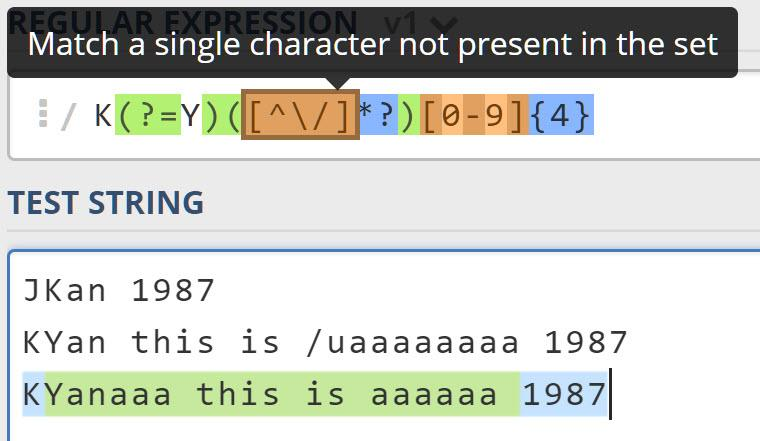 REGULAR EXPRESSION v1
Match a single character not present in the set
/ K(?=Y)([^\/]*?)[0-9]{4}
TEST STRING
JKan 1987
KYan this is /uaaaaaaaa 1987
KYanaaa this is aaaaaa 1987